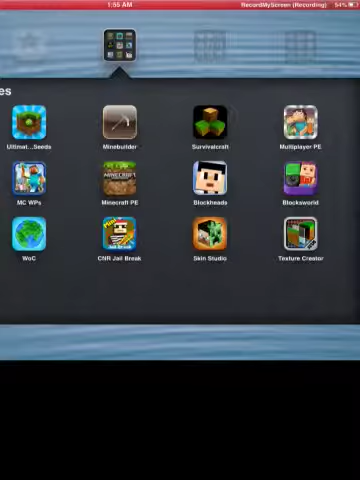 1:55 AM RecordMyScreen (Recording) 54%
es
Ultimat...Seeds Minebuilder Survivalcraft Multiplayer PE
MC WPs Minecraft PE Blockheads Blocksworld
WoC CNR Jail Break Skin Studio Texture Creator